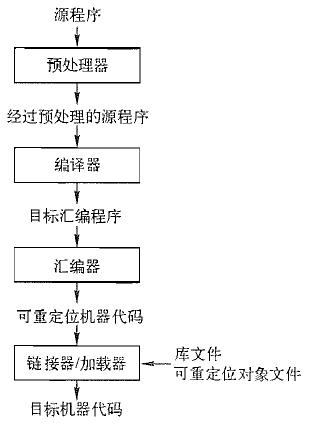 源程序
预处理器
经过预处理的源程序
编译器
目标汇编程序
汇编器
可重定位机器代码
链接器/加载器
库文件
可重定位对象文件
目标机器代码